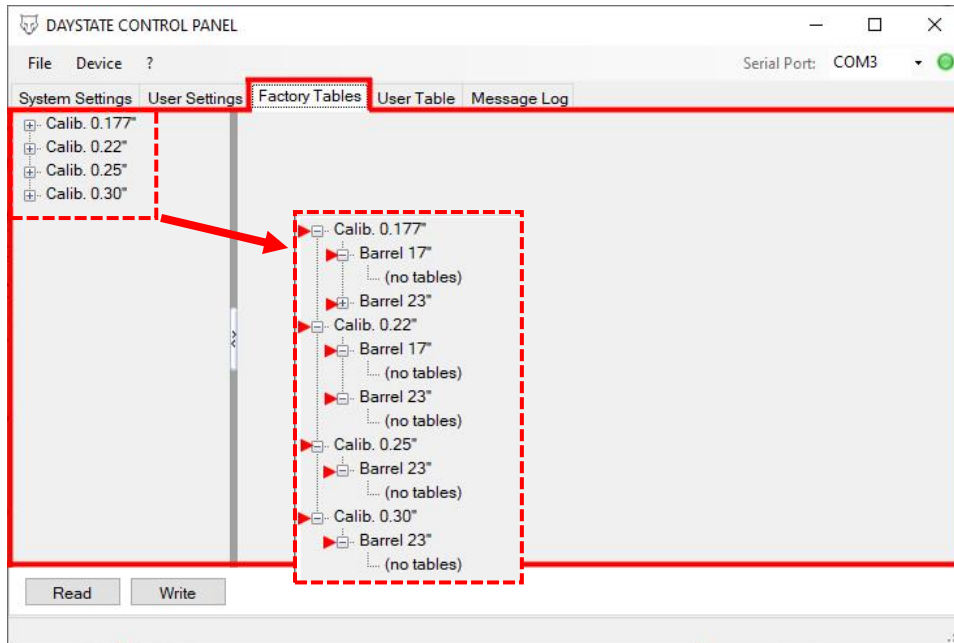 DAYSTATE CONTROL PANEL
File Device ? Serial Port: COM3
System Settings User Settings Factory Tables User Table Message Log
Calib. 0.177"
Calib. 0.22"
Calib. 0.25"
Calib. 0.30"
Calib. 0.177"
Barrel 17"
(no tables)
Barrel 23"
Calib. 0.22"
Barrel 17"
(no tables)
Barrel 23"
(no tables)
Calib. 0.25"
Barrel 23"
(no tables)
Calib. 0.30"
Barrel 23"
(no tables)
Read Write